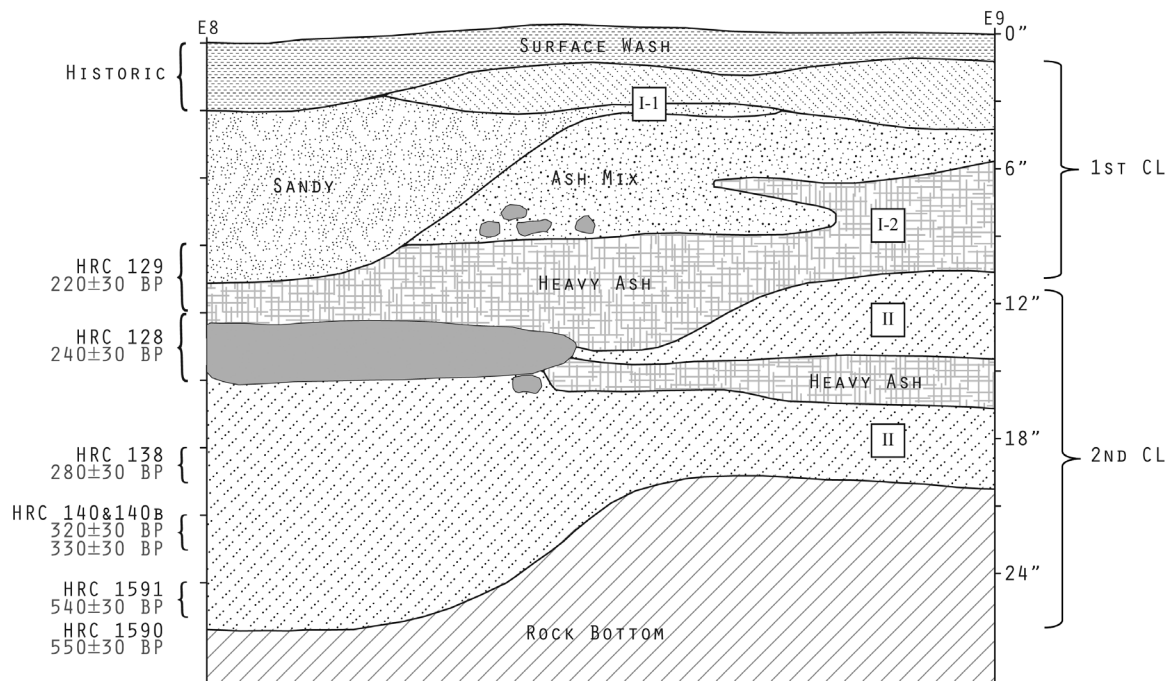 E8
E9
0”
SURFACE WASH
HISTORIC
I-1
1ST CL
6”
ASH MIX
SANDY
I-2
HRC 129
220±30 BP
HEAVY ASH
12”
II
HRC 128
240±30 BP
HEAVY ASH
18”
II
HRC 138
280±30 BP
2ND CL
HRC 140&140B
320±30 BP
330±30 BP
24”
HRC 1591
540±30 BP
HRC 1590
550±30 BP
ROCK BOTTOM